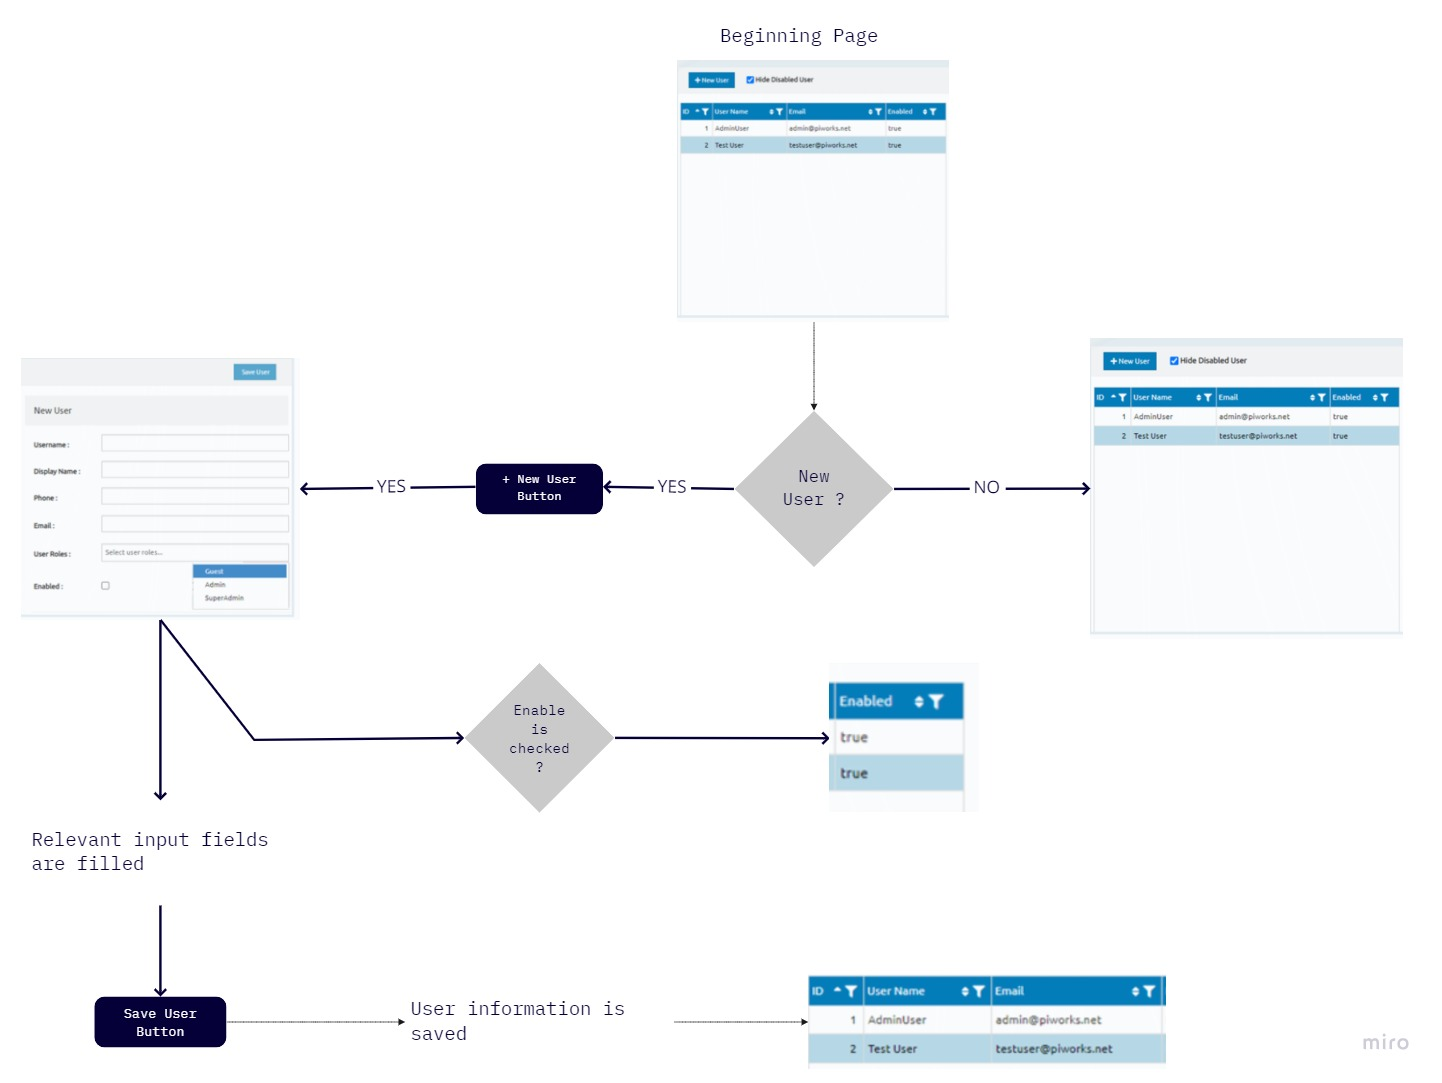 Beginning Page
+ New User
Hide Disabled User
ID User Name Email Enabled
1 AdminUser admin@piworks.net true
2 Test User testuser@piworks.net true
+ New User
Hide Disabled User
ID User Name Email Enabled
1 AdminUser admin@piworks.net true
2 Test User testuser@piworks.net true
Save User
New User
Username :
Display Name :
Phone :
Email :
User Roles :
Select user roles...
Guest
Admin
SuperAdmin
Enabled :
YES
+ New User
Button
YES
New
User ?
NO
Enable
is
checked
?
Enabled
true
true
Relevant input fields
are filled
Save User
Button
User information is
saved
ID User Name Email
1 AdminUser admin@piworks.net
2 Test User testuser@piworks.net
miro